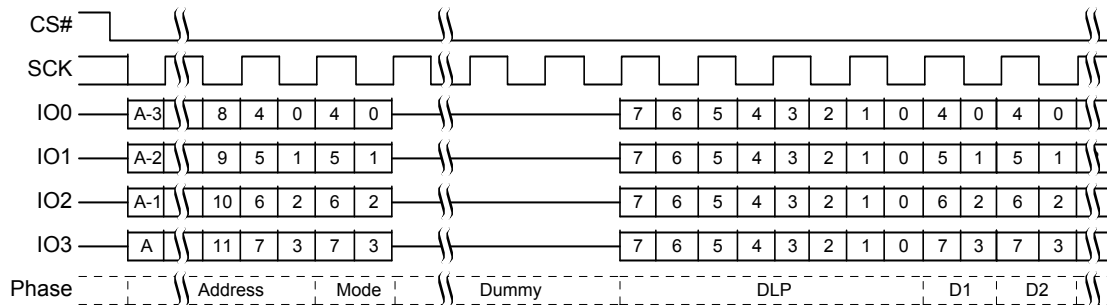 CS#
SCK
IO0 A-3 8 4 0 4 0 7 6 5 4 3 2 1 0 4 0 4 0
IO1 A-2 9 5 1 5 1 7 6 5 4 3 2 1 0 5 1 5 1
IO2 A-1 10 6 2 6 2 7 6 5 4 3 2 1 0 6 2 6 2
IO3 A 11 7 3 7 3 7 6 5 4 3 2 1 0 7 3 7 3
Phase Address Mode Dummy DLP D1 D2